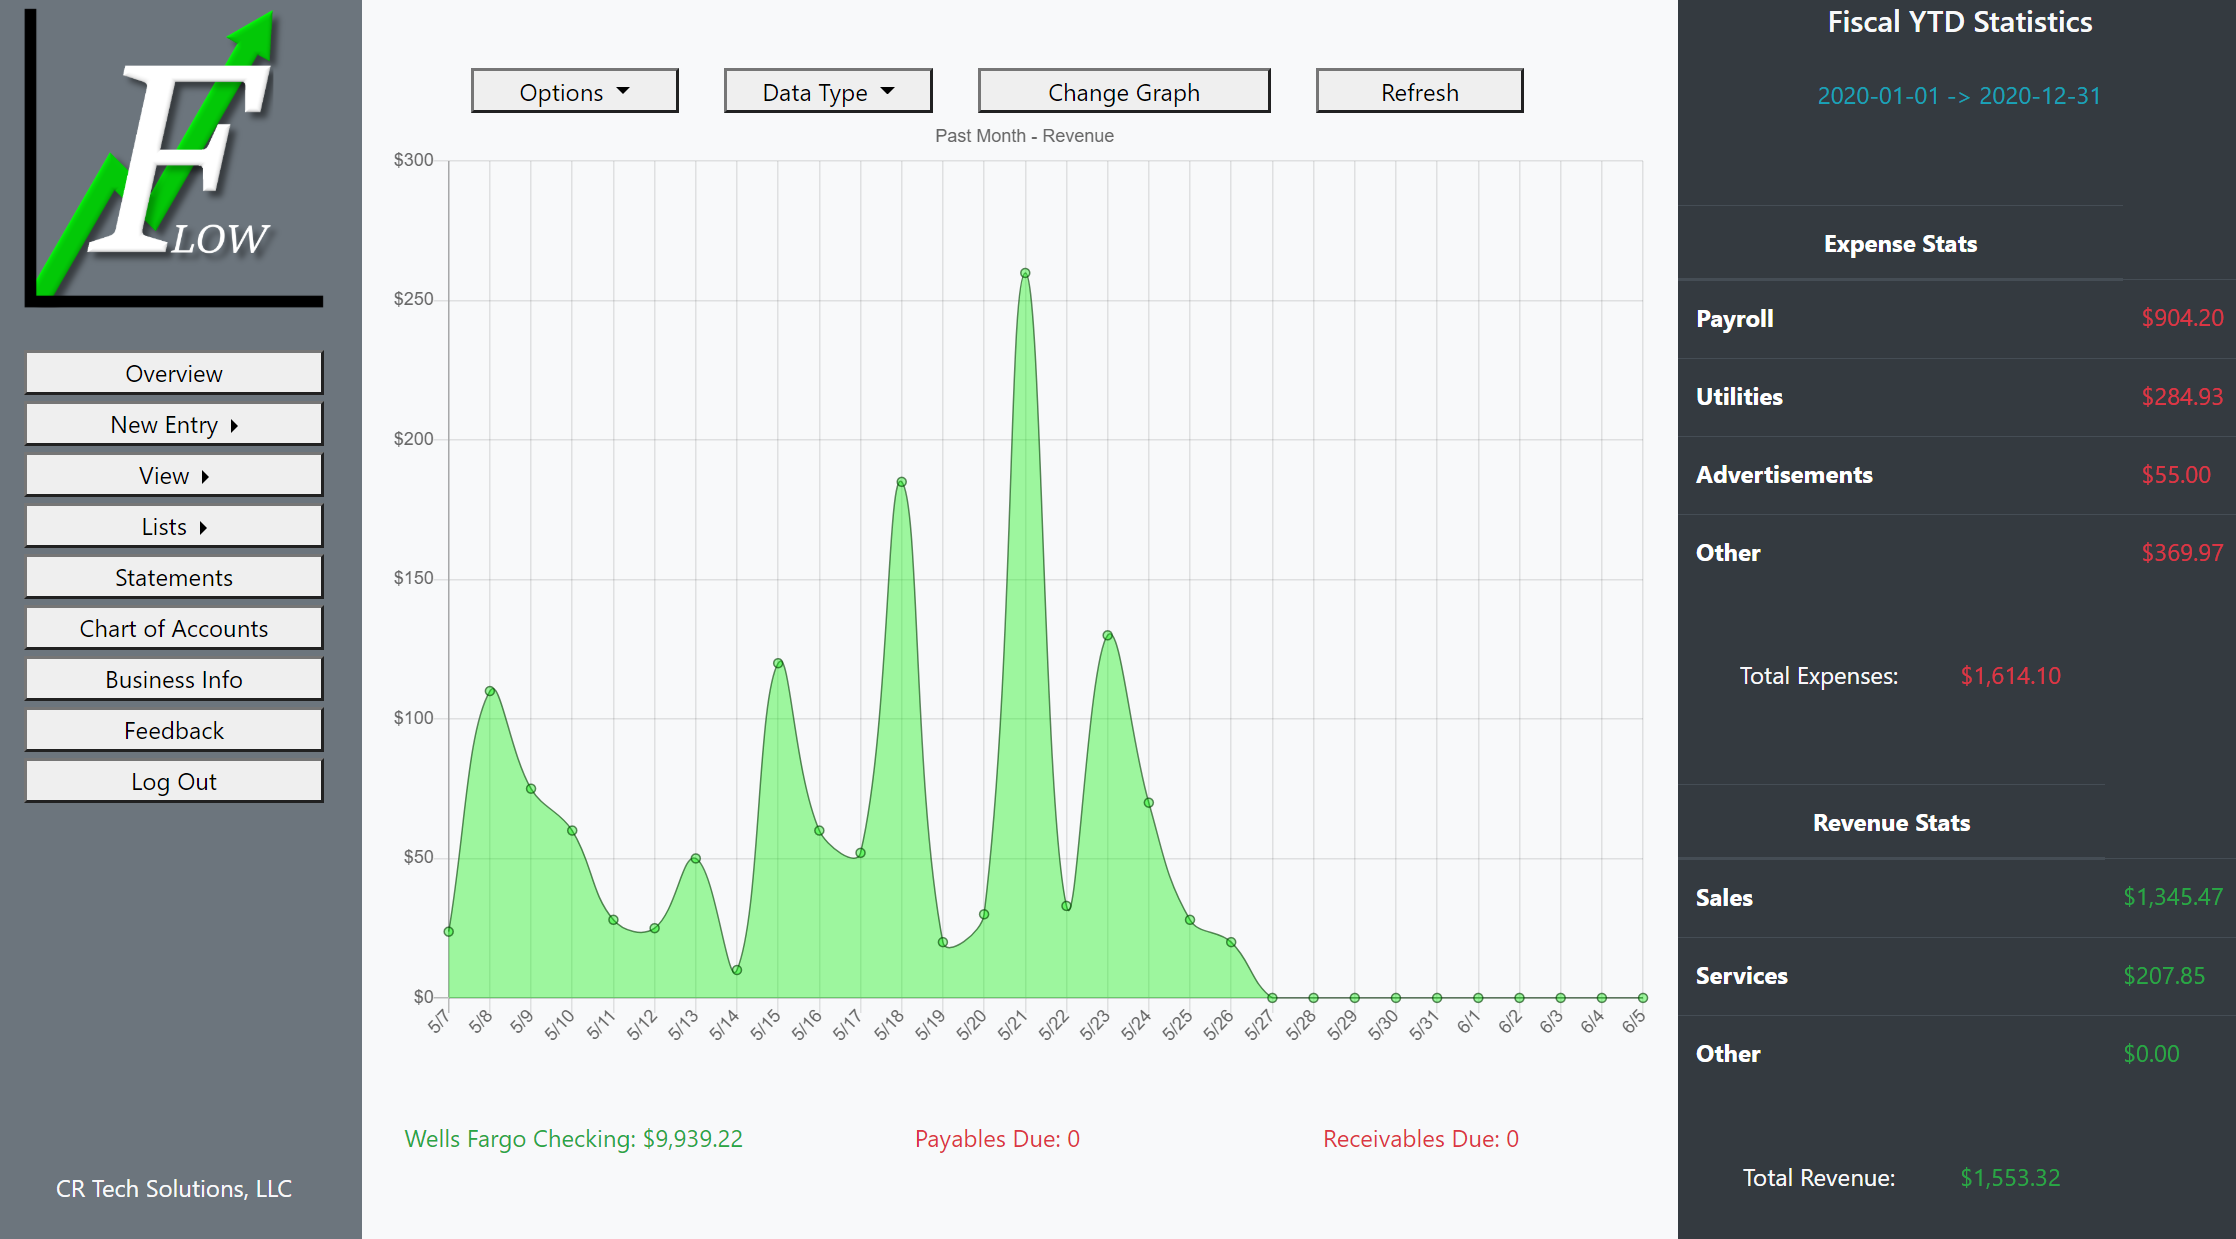 FLOW
Overview
New Entry
View
Lists
Statements
Chart of Accounts
Business Info
Feedback
Log Out
CR Tech Solutions, LLC
Options
Data Type
Change Graph
Refresh
Past Month - Revenue
$300
$250
$200
$150
$100
$50
$0
5/7 5/8 5/9 5/10 5/11 5/12 5/13 5/14 5/15 5/16 5/17 5/18 5/19 5/20 5/21 5/22 5/23 5/24 5/25 5/26 5/27 5/28 5/29 5/30 5/31 6/1 6/2 6/3 6/4 6/5
Wells Fargo Checking: $9,939.22
Payables Due: 0
Receivables Due: 0
Fiscal YTD Statistics
2020-01-01 -> 2020-12-31
Expense Stats
Payroll $904.20
Utilities $284.93
Advertisements $55.00
Other $369.97
Total Expenses: $1,614.10
Revenue Stats
Sales $1,345.47
Services $207.85
Other $0.00
Total Revenue: $1,553.32